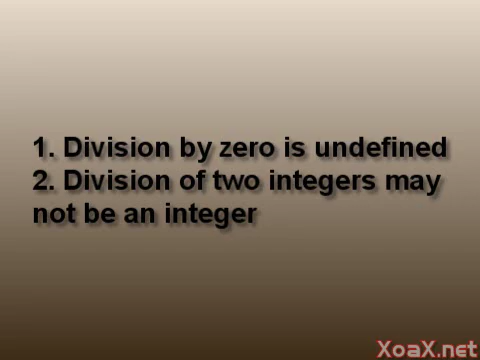 1. Division by zero is undefined
2. Division of two integers may
not be an integer
XoaX.net